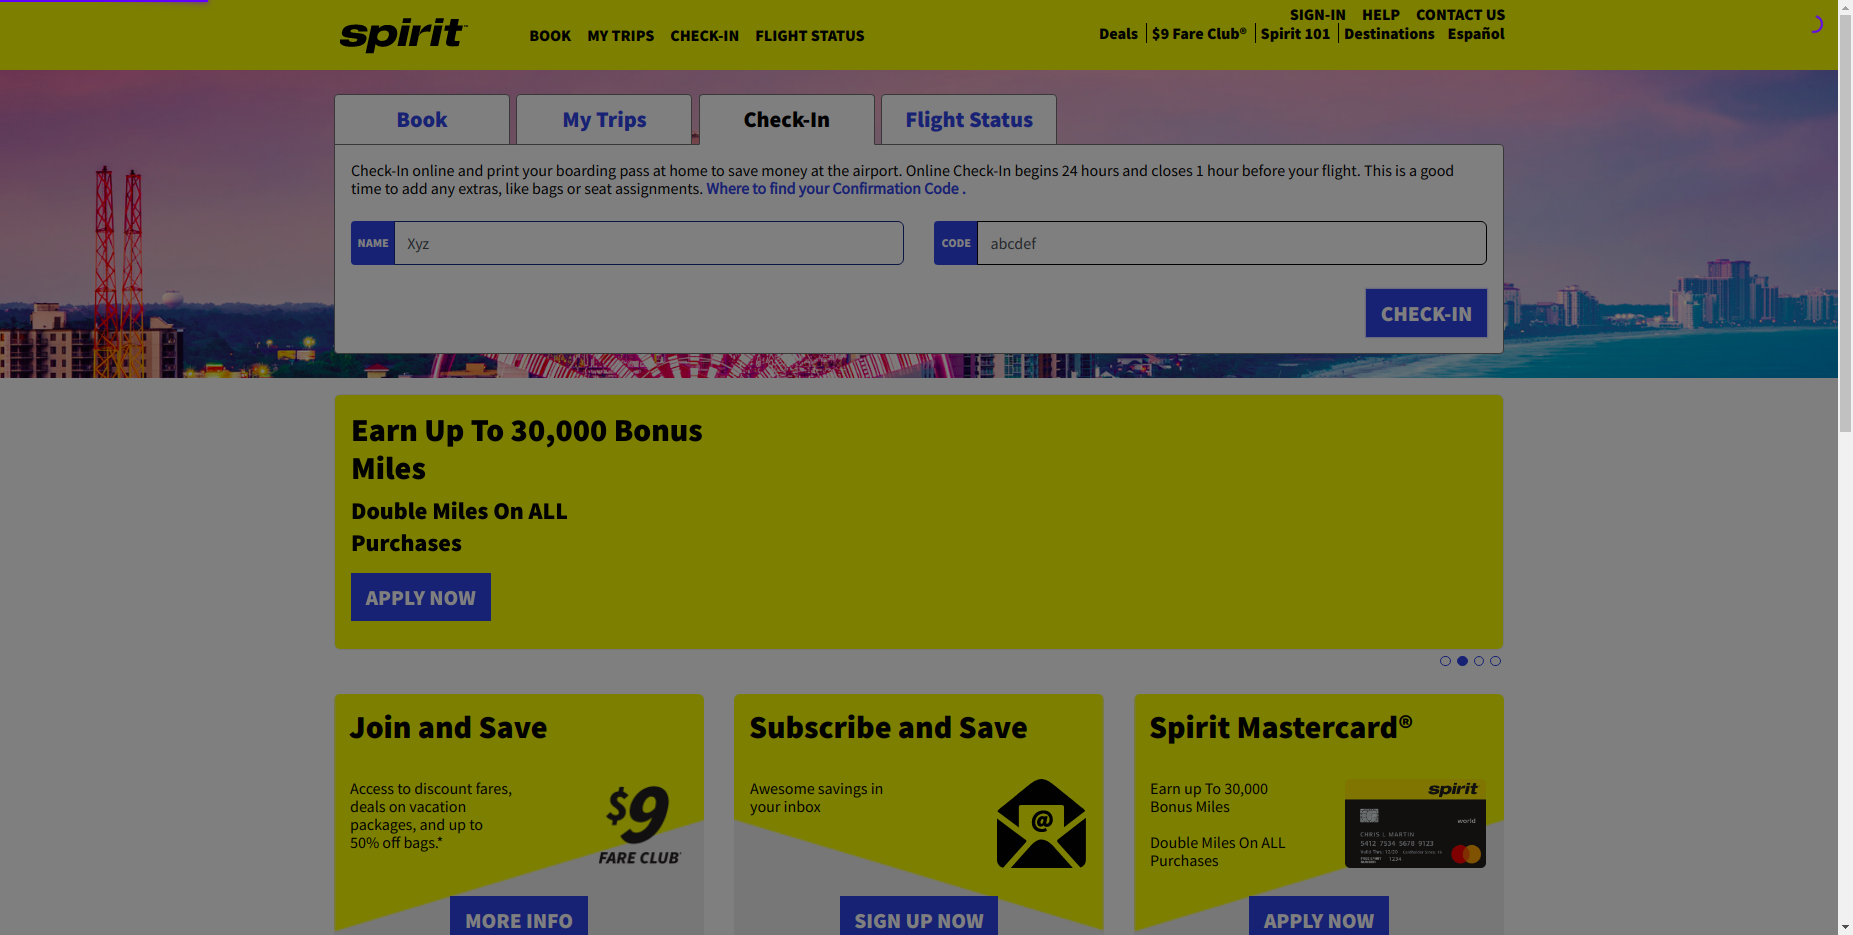 spirit
BOOK MY TRIPS CHECK-IN FLIGHT STATUS
SIGN-IN HELP CONTACT US
Deals $9 Fare Club® Spirit 101 Destinations Español
Book
My Trips
Check-In
Flight Status
Check-In online and print your boarding pass at home to save money at the airport. Online Check-In begins 24 hours and closes 1 hour before your flight. This is a good
time to add any extras, like bags or seat assignments. Where to find your Confirmation Code .
NAME Xyz
CODE abcdef
CHECK-IN
Earn Up To 30,000 Bonus
Miles
Double Miles On ALL
Purchases
APPLY NOW
Join and Save
Access to discount fares,
deals on vacation
packages, and up to
50% off bags.*
$9
FARE CLUB
MORE INFO
Subscribe and Save
Awesome savings in
your inbox
@
SIGN UP NOW
Spirit Mastercard®
Earn up To 30,000
Bonus Miles
Double Miles On ALL
Purchases
spirit
world
CHRIS L MARTIN
5412 7534 5678 9123
1234
APPLY NOW